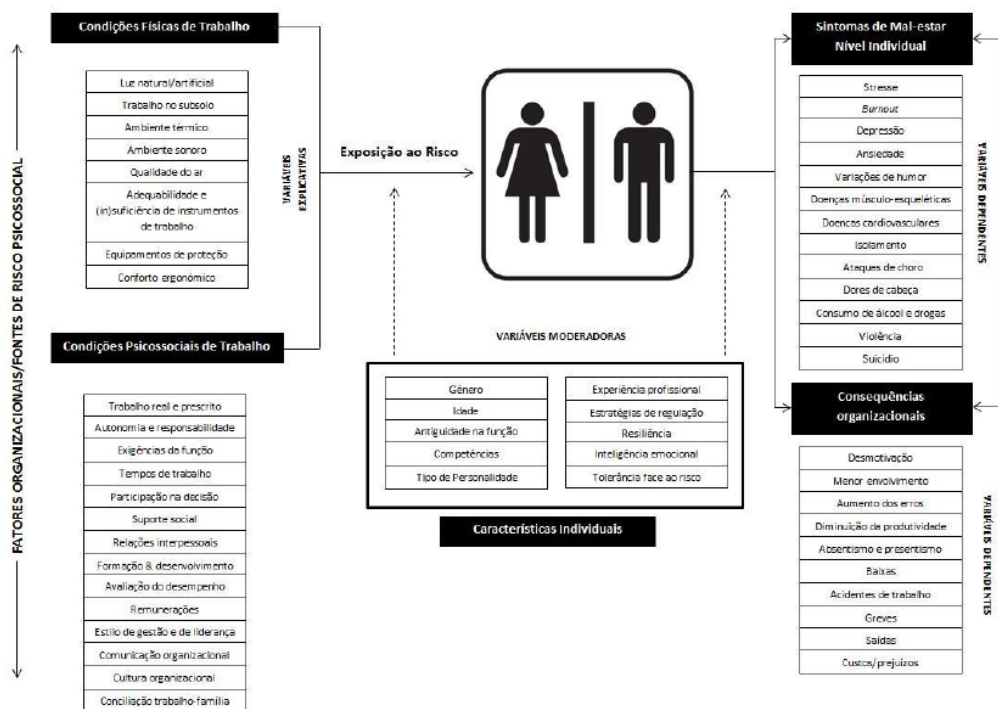 FATORES ORGANIZACIONAIS/FONTES DE RISCO PSICOSSOCIAL
Condições Físicas de Trabalho
Luz natural/artificial
Trabalho no subsolo
Ambiente térmico
Ambiente sonoro
Qualidade do ar
Adequabilidade e
(in)suficiência de instrumentos
de trabalho
Equipamentos de proteção
Conforto ergonómico
Condições Psicossociais de Trabalho
Trabalho real e prescrito
Autonomia e responsabilidade
Exigências da função
Tempos de trabalho
Participação na decisão
Suporte social
Relações interpessoais
Formação & desenvolvimento
Avaliação do desempenho
Remunerações
Estilo de gestão e de liderança
Comunicação organizacional
Cultura organizacional
Conciliação trabalho-família
VARIÁVEIS
EXPLICATIVAS
Exposição ao Risco
VARIÁVEIS MODERADORAS
Género
Idade
Antiguidade na função
Competências
Tipo de Personalidade
Experiência profissional
Estratégias de regulação
Resiliência
Inteligência emocional
Tolerância face ao risco
Características Individuais
Sintomas de Mal-estar
Nível Individual
Stresse
Burnout
Depressão
Ansiedade
Variações de humor
Doenças músculo-esqueléticas
Doencas cardiovasculares
Isolamento
Ataques de choro
Dores de cabeça
Consumo de álcool e drogas
Violência
Suicídio
VARIÁVEIS DEPENDENTES
Consequências
organizacionais
Desmotivação
Menor envolvimento
Aumento dos erros
Diminuição da produtividade
Absentismo e presentismo
Baixas
Acidentes de trabalho
Greves
Saídas
Custos/prejuízos
VARIÁVEIS DEPENDENTES